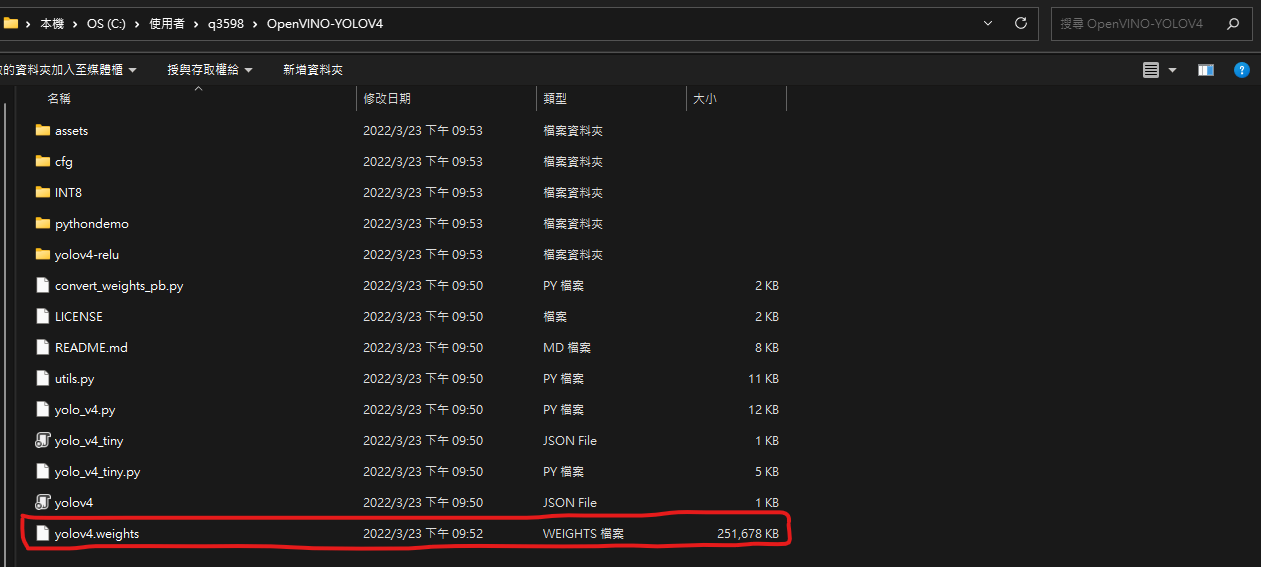 本機 > OS (C:) > 使用者 > q3598 > OpenVINO-YOLOV4 搜尋 OpenVINO-YOLOV4
的資料夾加入至媒體櫃 授與存取權給 新增資料夾
名稱 修改日期 類型 大小
assets 2022/3/23 下午 09:53 檔案資料夾
cfg 2022/3/23 下午 09:53 檔案資料夾
INT8 2022/3/23 下午 09:53 檔案資料夾
pythondemo 2022/3/23 下午 09:53 檔案資料夾
yolov4-relu 2022/3/23 下午 09:53 檔案資料夾
convert_weights_pb.py 2022/3/23 下午 09:50 PY 檔案 2 KB
LICENSE 2022/3/23 下午 09:50 檔案 2 KB
README.md 2022/3/23 下午 09:50 MD 檔案 8 KB
utils.py 2022/3/23 下午 09:50 PY 檔案 11 KB
yolo_v4.py 2022/3/23 下午 09:50 PY 檔案 12 KB
yolo_v4_tiny 2022/3/23 下午 09:50 JSON File 1 KB
yolo_v4_tiny.py 2022/3/23 下午 09:50 PY 檔案 5 KB
yolov4 2022/3/23 下午 09:50 JSON File 1 KB
yolov4.weights 2022/3/23 下午 09:52 WEIGHTS 檔案 251,678 KB